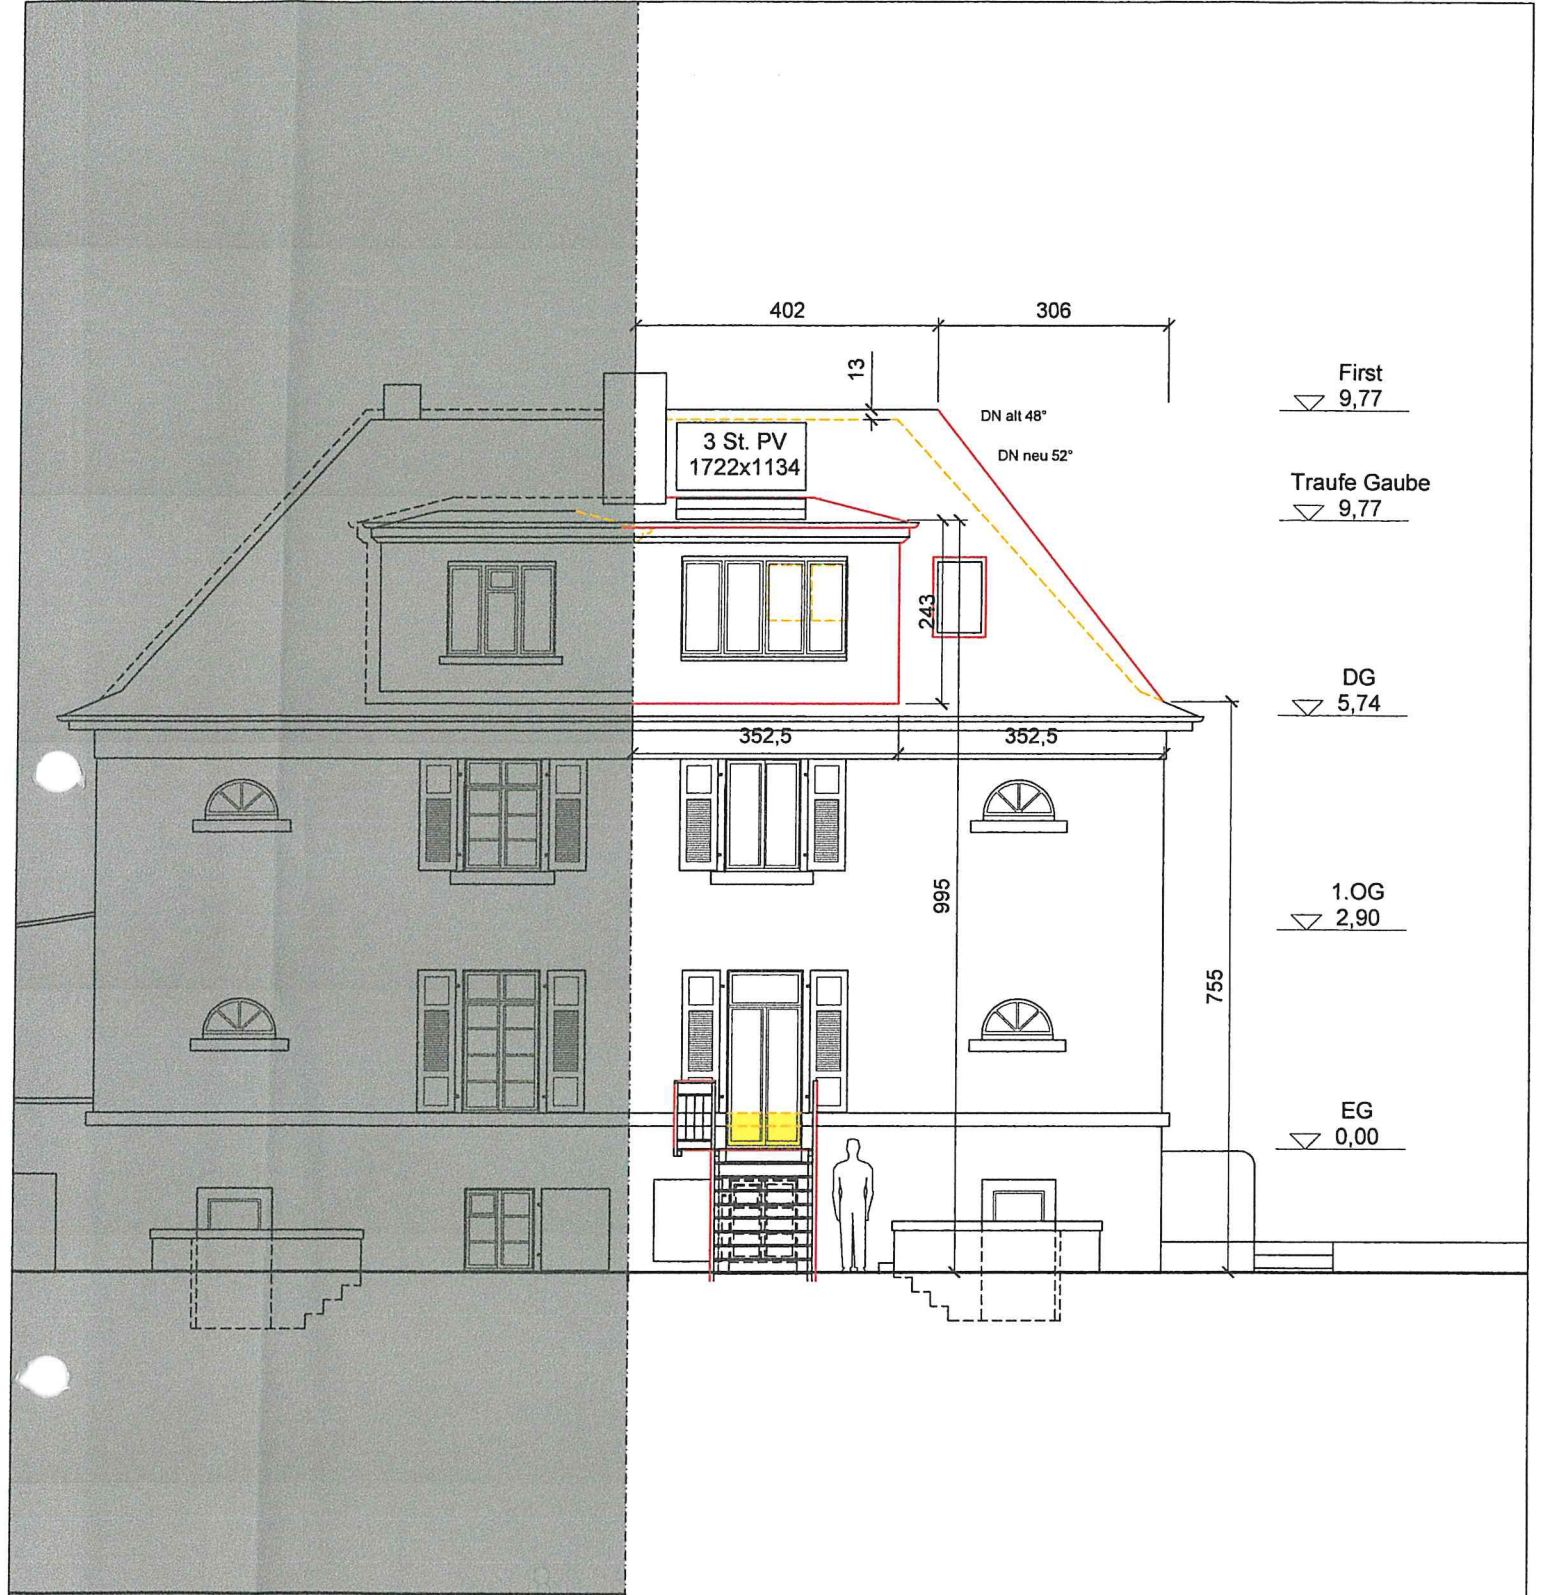 402
306
13
First
9,77
DN alt 48°
3 St. PV
1722x1134
DN neu 52°
Traufe Gaube
9,77
243
DG
5,74
352,5
352,5
995
1.OG
2,90
755
EG
0,00